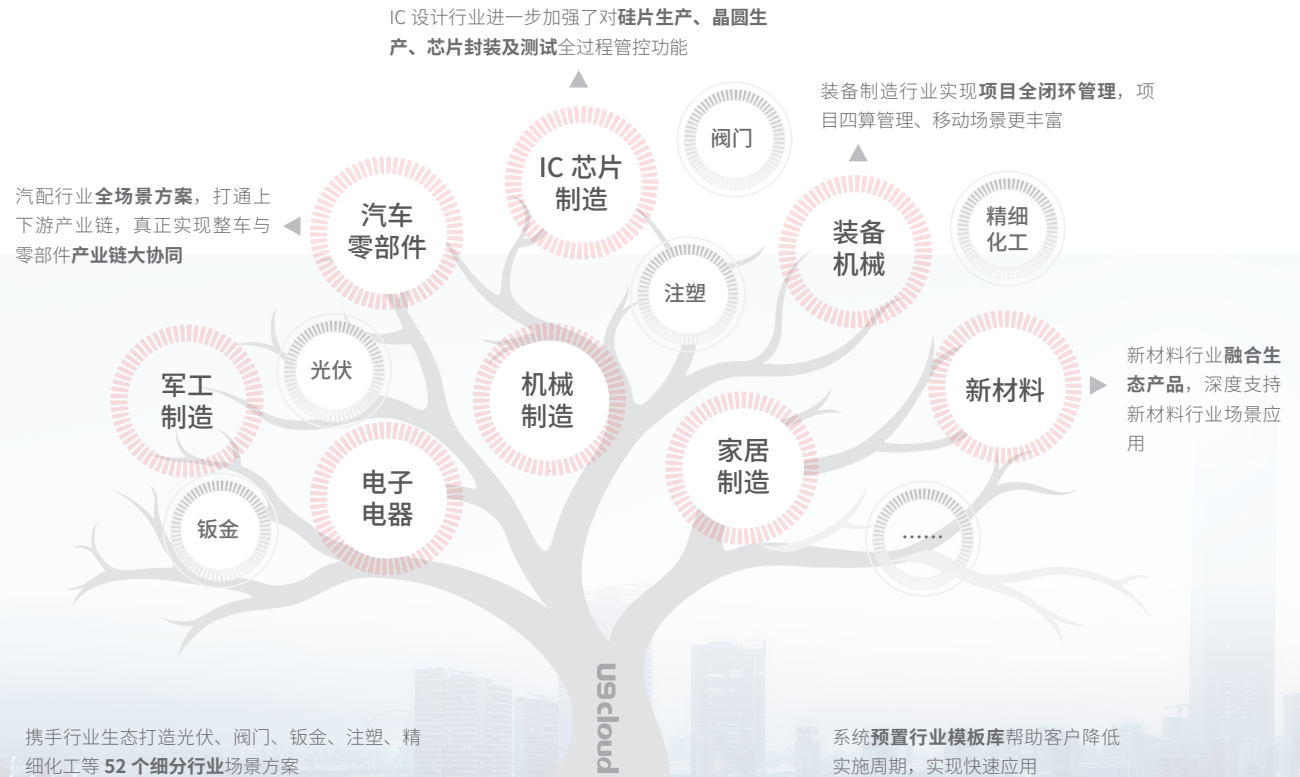 IC 设计行业进一步加强了对硅片生产、晶圆生
产、芯片封装及测试全过程管控功能
装备制造行业实现项目全闭环管理，项
目四算管理、移动场景更丰富
阀门
IC 芯片
制造
汽配行业全场景方案，打通上
下游产业链，真正实现整车与
零部件产业链大协同
汽车
零部件
装备
机械
精细
化工
注塑
光伏
军工
制造
机械
制造
新材料
新材料行业融合生
态产品，深度支持
新材料行业场景应
用
家居
制造
电子
电器
钣金
……
u9cloud
携手行业生态打造光伏、阀门、钣金、注塑、精
细化工等 52 个细分行业场景方案
系统预置行业模板库帮助客户降低
实施周期，实现快速应用